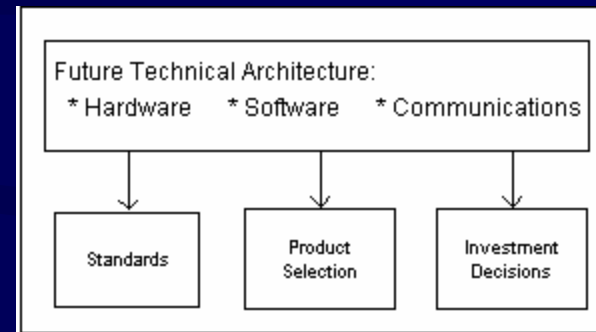 Future Technical Architecture:
* Hardware * Software * Communications
Standards
Product
Selection
Investment
Decisions